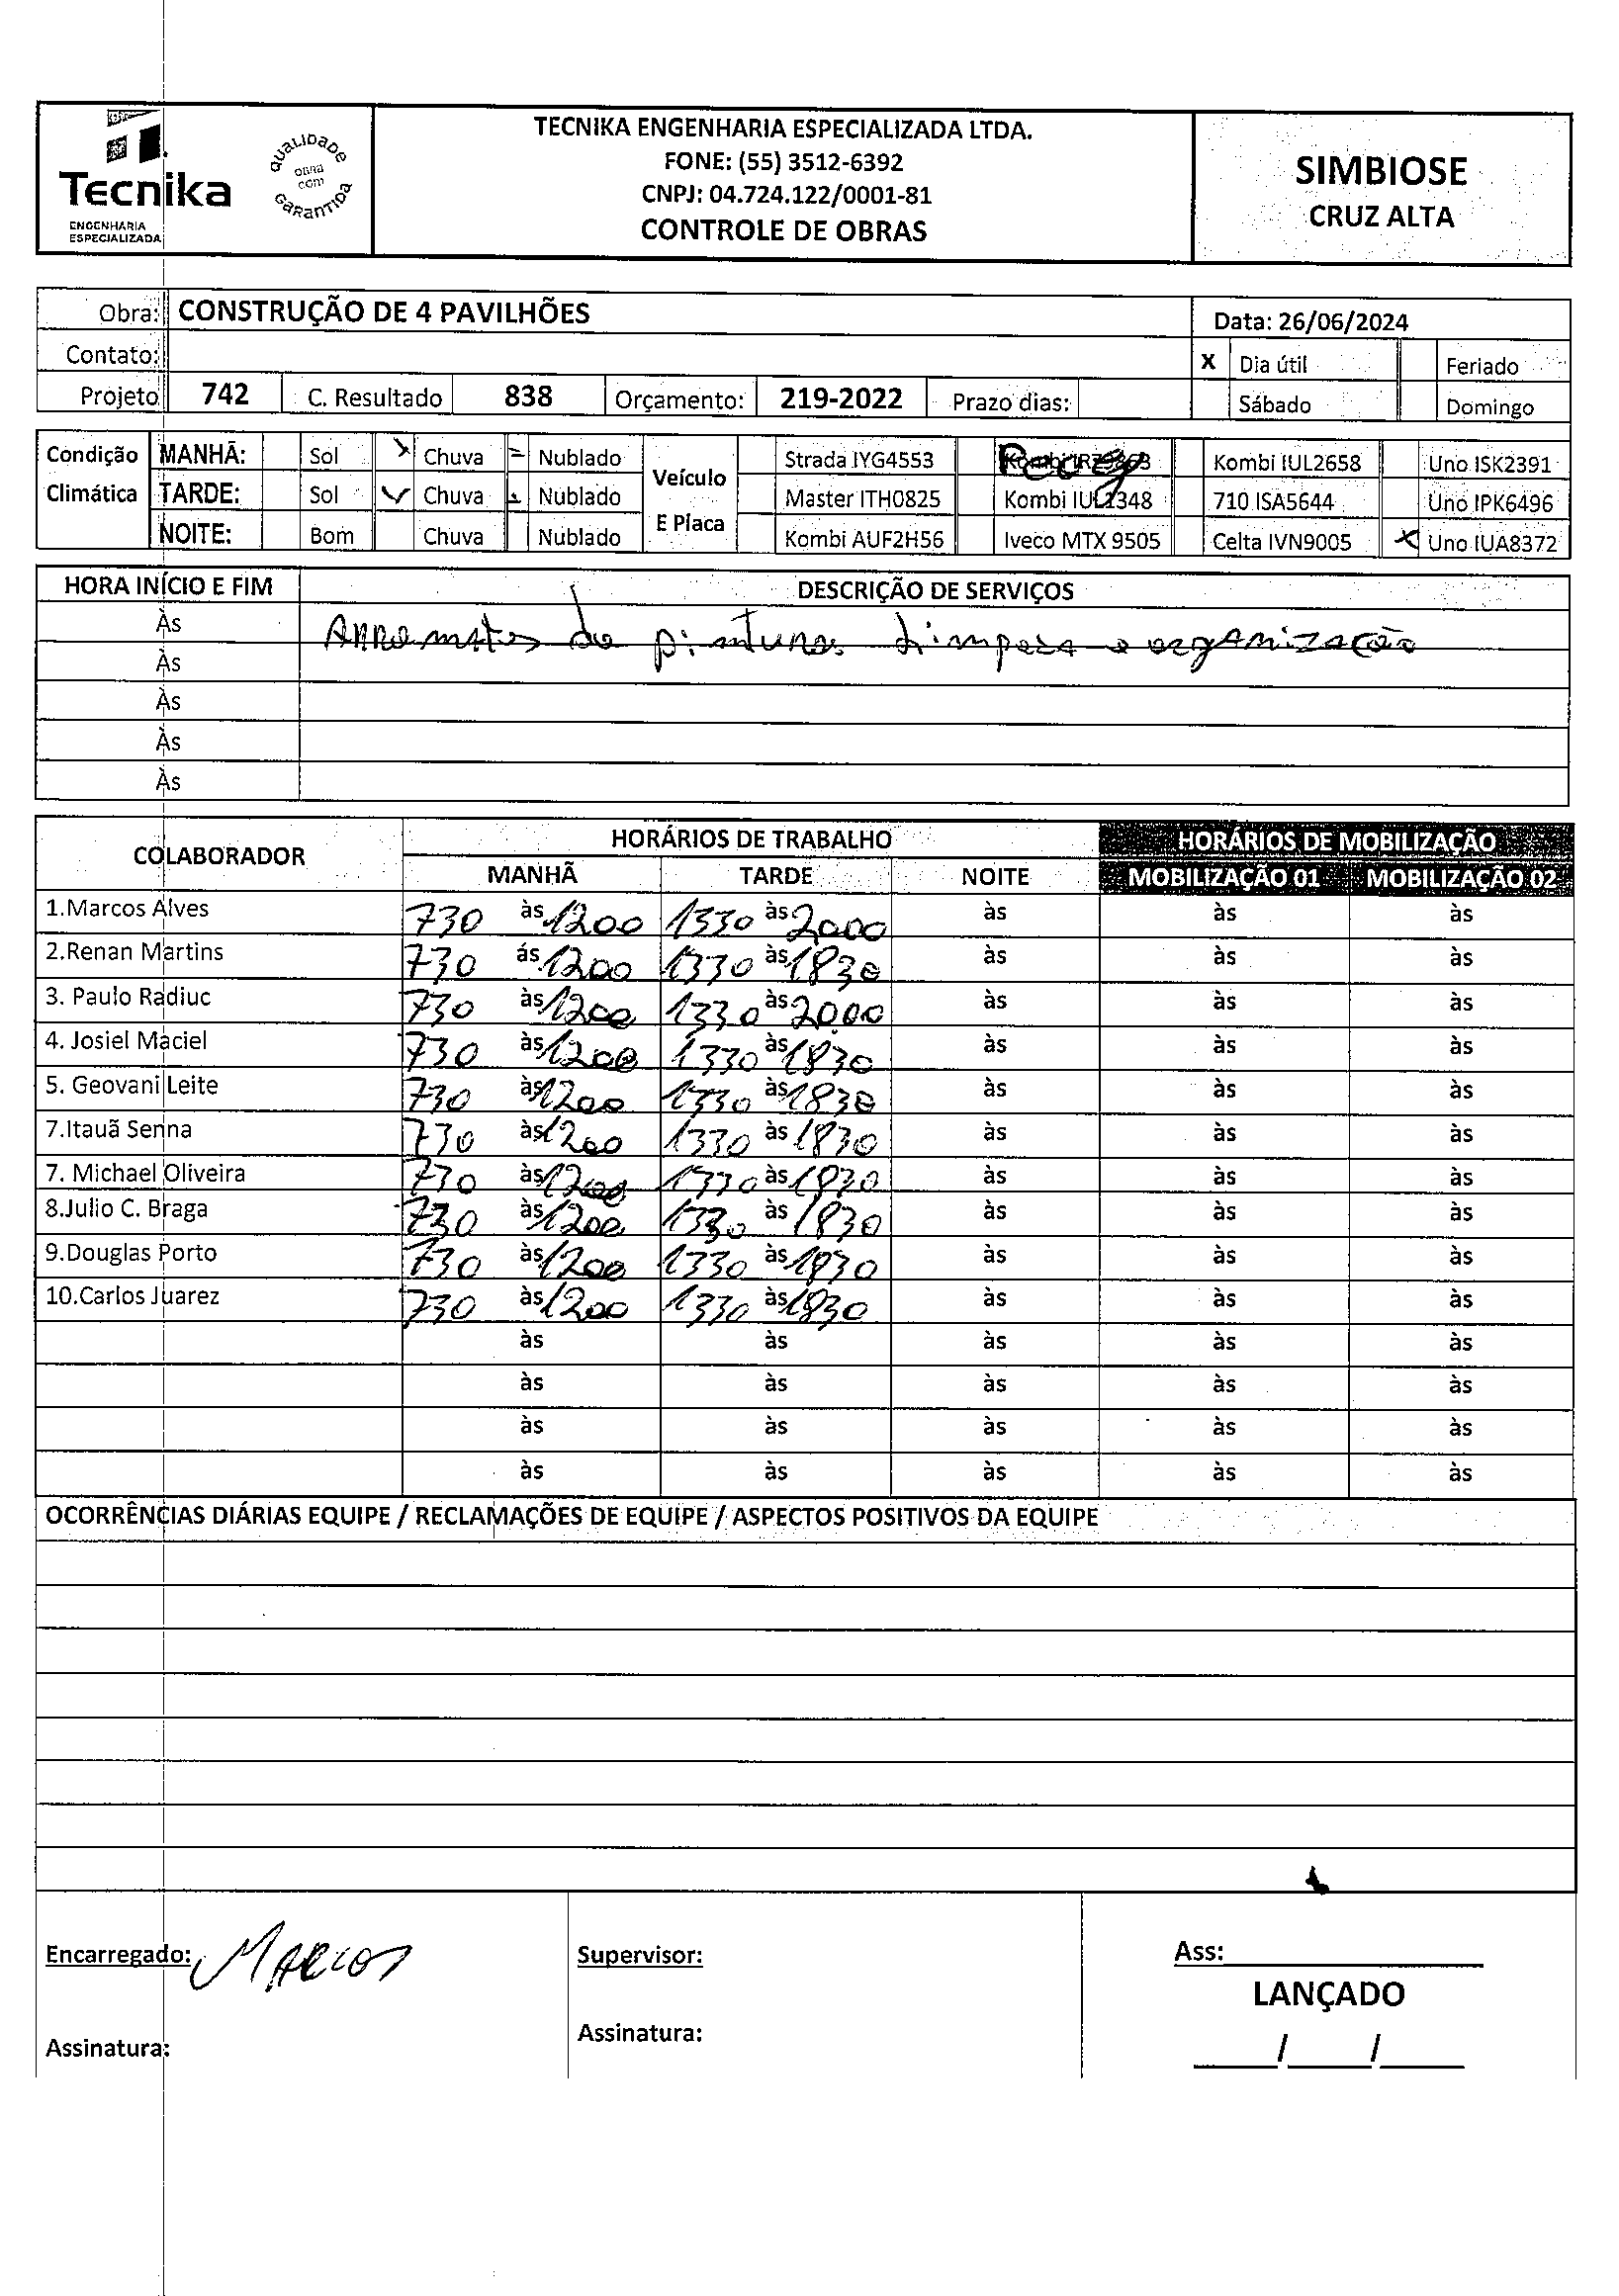 Tecnika
ENGENHARIA
ESPECIALIZADA
QUALIDADE
OBRA
COM
GARANTIDA
TECNIKA ENGENHARIA ESPECIALIZADA LTDA.
FONE: (55) 3512-6392
CNPJ: 04.724.122/0001-81
CONTROLE DE OBRAS
SIMBIOSE
CRUZ ALTA
Obra: CONSTRUÇÃO DE 4 PAVILHÕES
Data: 26/06/2024
Contato:
X Dia útil Feriado
Projeto 742 C. Resultado 838 Orçamento: 219-2022 Prazo dias:
Sábado Domingo
Condição Climática
MANHÃ: Sol Chuva Nublado
TARDE: Sol Chuva Nublado
NOITE: Bom Chuva Nublado
Veículo E Placa
Strada IYG4553 Kombi Kombi IUL2658 Uno ISK2391
Master ITH0825 Kombi IUL1348 710 ISA5644 Uno IPK6496
Kombi AUF2H56 Iveco MTX 9505 Celta IVN9005 X Uno IUA8372
HORA INÍCIO E FIM DESCRIÇÃO DE SERVIÇOS
Às Arremates de pinturas Limpeza e organização
Às
Às
Às
Às
COLABORADOR HORÁRIOS DE TRABALHO HORÁRIOS DE MOBILIZAÇÃO
MANHÃ TARDE NOITE MOBILIZAÇÃO 01 MOBILIZAÇÃO 02
1.Marcos Alves 730 às 1200 1330 às 2000 às às às
2.Renan Martins 730 ás 1200 1330 às 1830 às às às
3. Paulo Radiuc 730 às 1200 1330 às 2000 às às às
4. Josiel Maciel 730 às 1200 1330 às 1830 às às às
5. Geovani Leite 730 às 1200 1330 às 1830 às às às
7.Itauã Senna 730 às 1200 1330 às 1830 às às às
7. Michael Oliveira 730 às 1200 1330 às 1830 às às às
8.Julio C. Braga 730 às 1200 1330 às 1830 às às às
9.Douglas Porto 730 às 1200 1330 às 1830 às às às
10.Carlos Juarez 730 às 1200 1330 às 1830 às às às
às às às às às
às às às às às
às às às às às
às às às às às
OCORRÊNCIAS DIÁRIAS EQUIPE / RECLAMAÇÕES DE EQUIPE / ASPECTOS POSITIVOS DA EQUIPE
Encarregado: MARCOS
Supervisor:
Ass:
LANÇADO
Assinatura:
Assinatura:
/ /